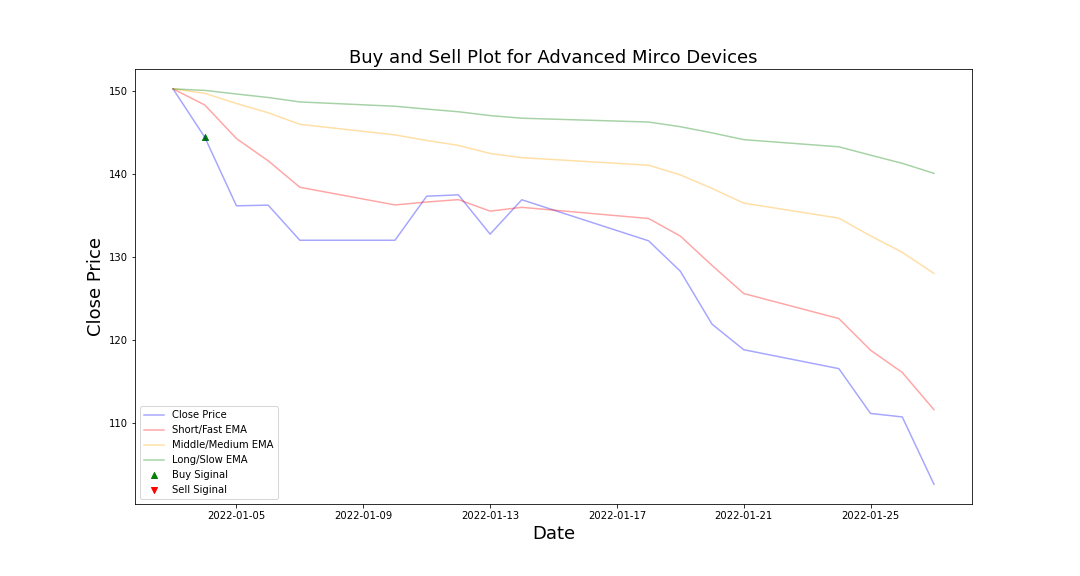 Buy and Sell Plot for Advanced Mirco Devices
150
140
130
120
110
Close Price
Close Price
Short/Fast EMA
Middle/Medium EMA
Long/Slow EMA
Buy Siginal
Sell Siginal
2022-01-05
2022-01-09
2022-01-13
2022-01-17
2022-01-21
2022-01-25
Date